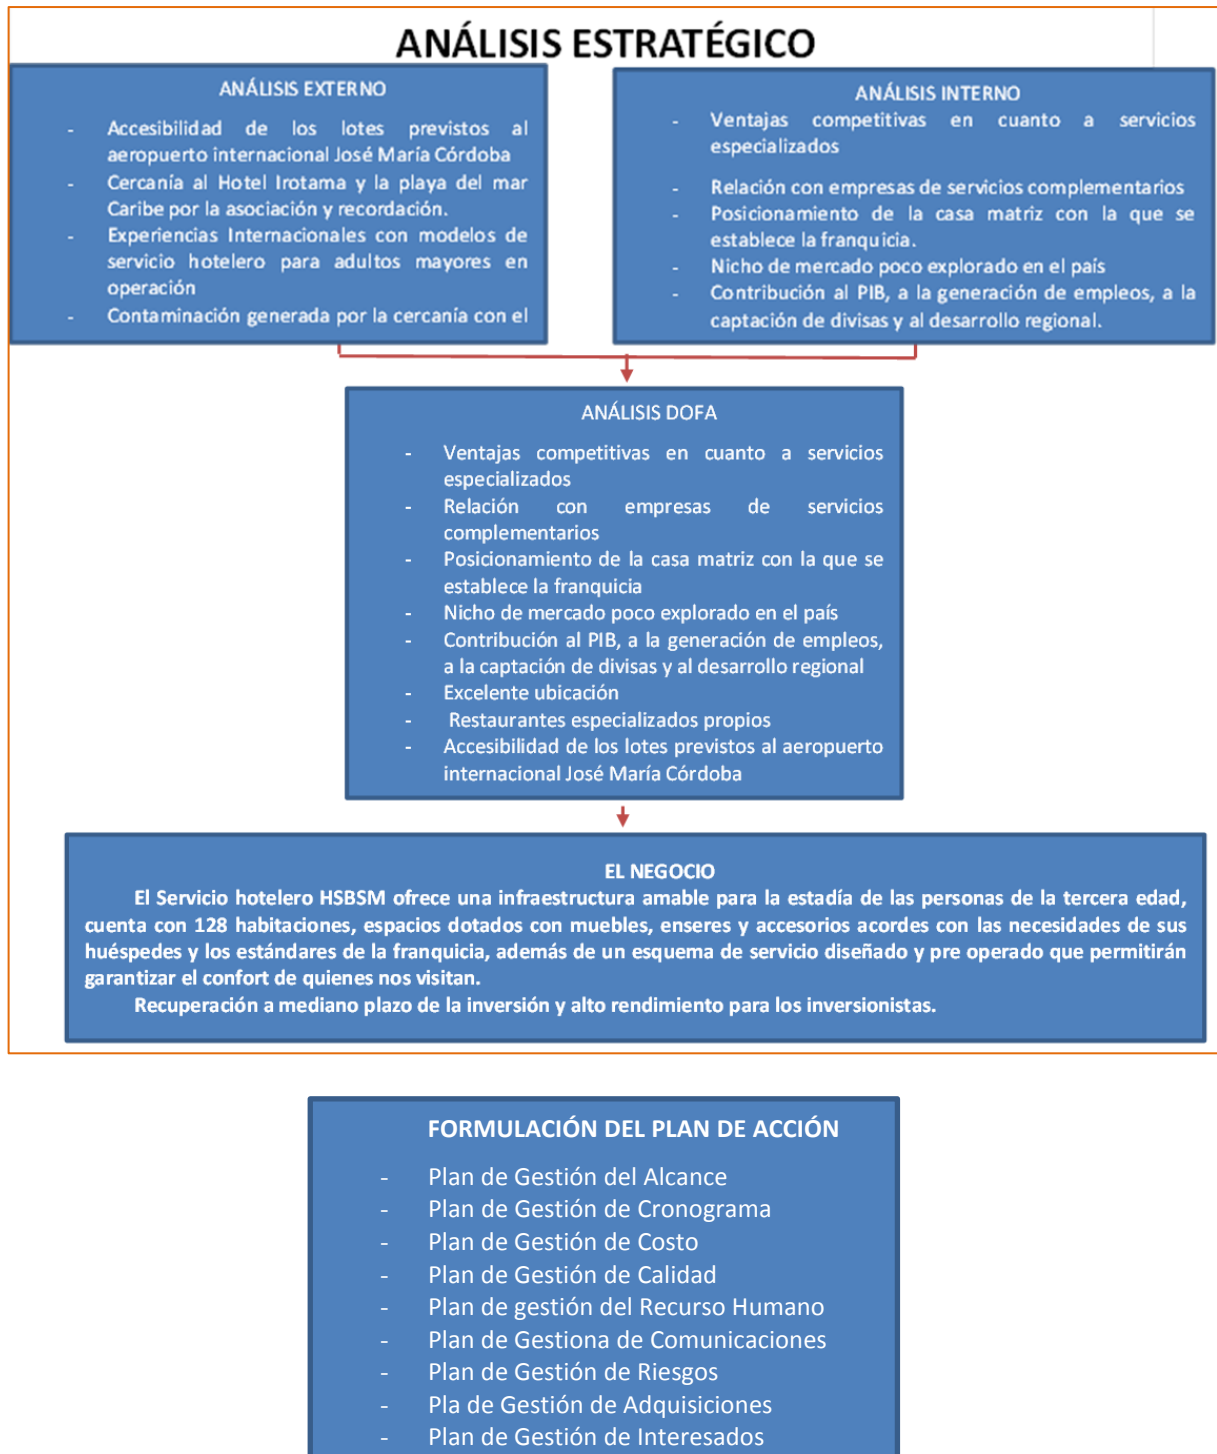 ANÁLISIS ESTRATÉGICO
ANÁLISIS EXTERNO
- Accesibilidad de los lotes previstos al
aeropuerto internacional José María Córdoba
- Cercanía al Hotel Irotama y la playa del mar
Caribe por la asociación y recordación.
- Experiencias Internacionales con modelos de
servicio hotelero para adultos mayores en
operación
- Contaminación generada por la cercanía con el
ANÁLISIS INTERNO
- Ventajas competitivas en cuanto a servicios
especializados
- Relación con empresas de servicios complementarios
- Posicionamiento de la casa matriz con la que se
establece la franquicia.
- Nicho de mercado poco explorado en el país
- Contribución al PIB, a la generación de empleos, a la
captación de divisas y al desarrollo regional.
ANÁLISIS DOFA
- Ventajas competitivas en cuanto a servicios
especializados
- Relación con empresas de servicios
complementarios
- Posicionamiento de la casa matriz con la que se
establece la franquicia
- Nicho de mercado poco explorado en el país
- Contribución al PIB, a la generación de empleos,
a la captación de divisas y al desarrollo regional
- Excelente ubicación
- Restaurantes especializados propios
- Accesibilidad de los lotes previstos al aeropuerto
internacional José María Córdoba
EL NEGOCIO
El Servicio hotelero HSBSM ofrece una infraestructura amable para la estadía de las personas de la tercera edad,
cuenta con 128 habitaciones, espacios dotados con muebles, enseres y accesorios acordes con las necesidades de sus
huéspedes y los estándares de la franquicia, además de un esquema de servicio diseñado y pre operado que permitirán
garantizar el confort de quienes nos visitan.
Recuperación a mediano plazo de la inversión y alto rendimiento para los inversionistas.
FORMULACIÓN DEL PLAN DE ACCIÓN
- Plan de Gestión del Alcance
- Plan de Gestión de Cronograma
- Plan de Gestión de Costo
- Plan de Gestión de Calidad
- Plan de gestión del Recurso Humano
- Plan de Gestiona de Comunicaciones
- Plan de Gestión de Riesgos
- Pla de Gestión de Adquisiciones
- Plan de Gestión de Interesados